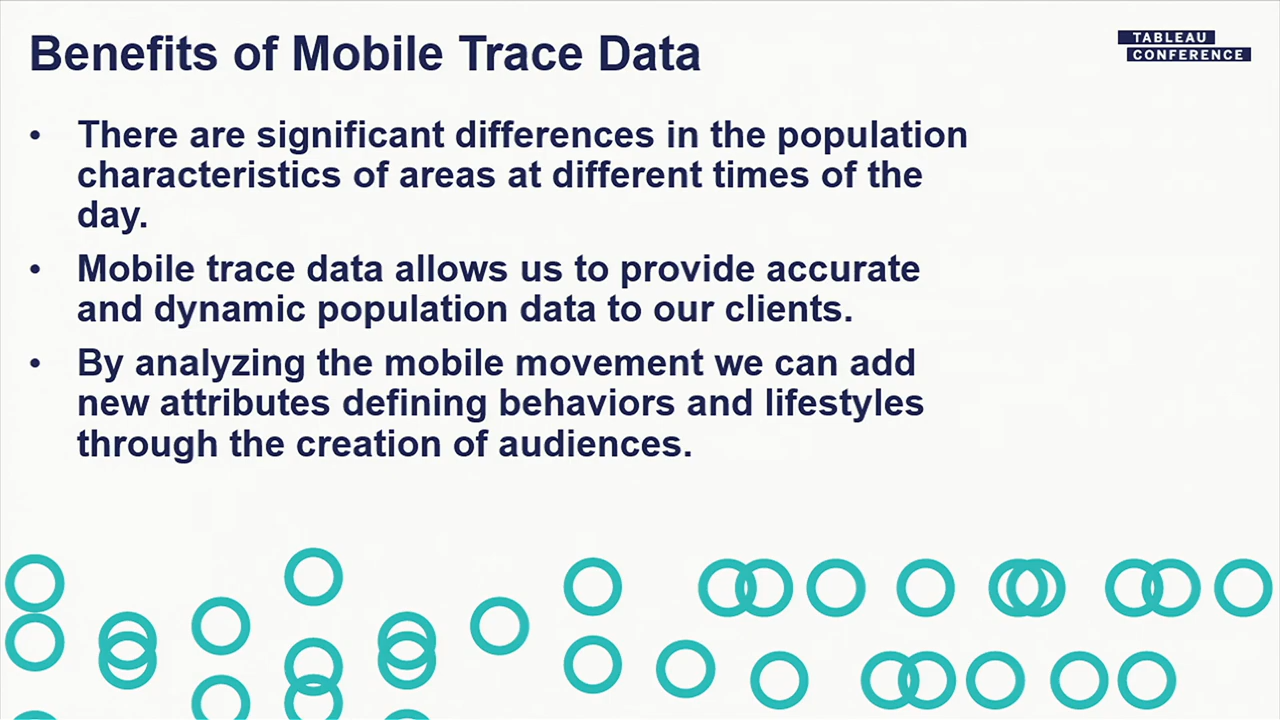 Benefits of Mobile Trace Data
TABLEAU
CONFERENCE
• There are significant differences in the population
characteristics of areas at different times of the
day.
• Mobile trace data allows us to provide accurate
and dynamic population data to our clients.
• By analyzing the mobile movement we can add
new attributes defining behaviors and lifestyles
through the creation of audiences.